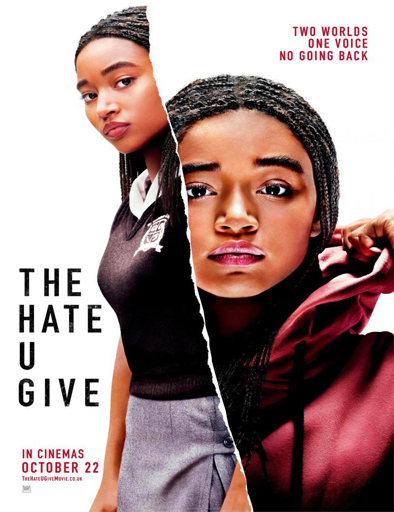 TWO WORLDS
ONE VOICE
NO GOING BACK
THE
HATE
U
GIVE
IN CINEMAS
OCTOBER 22
THEHATEUGIVEMOVIE.CO.UK